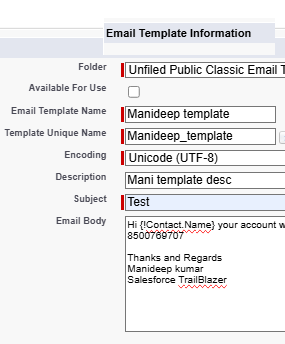 Email Template Information
Folder Unfiled Public Classic Email
Available For Use
Email Template Name Manideep template
Template Unique Name Manideep_template
Encoding Unicode (UTF-8)
Description Mani template desc
Subject Test
Email Body
Hi {!Contact.Name} your account
8500769707
Thanks and Regards
Manideep kumar
Salesforce TrailBlazer